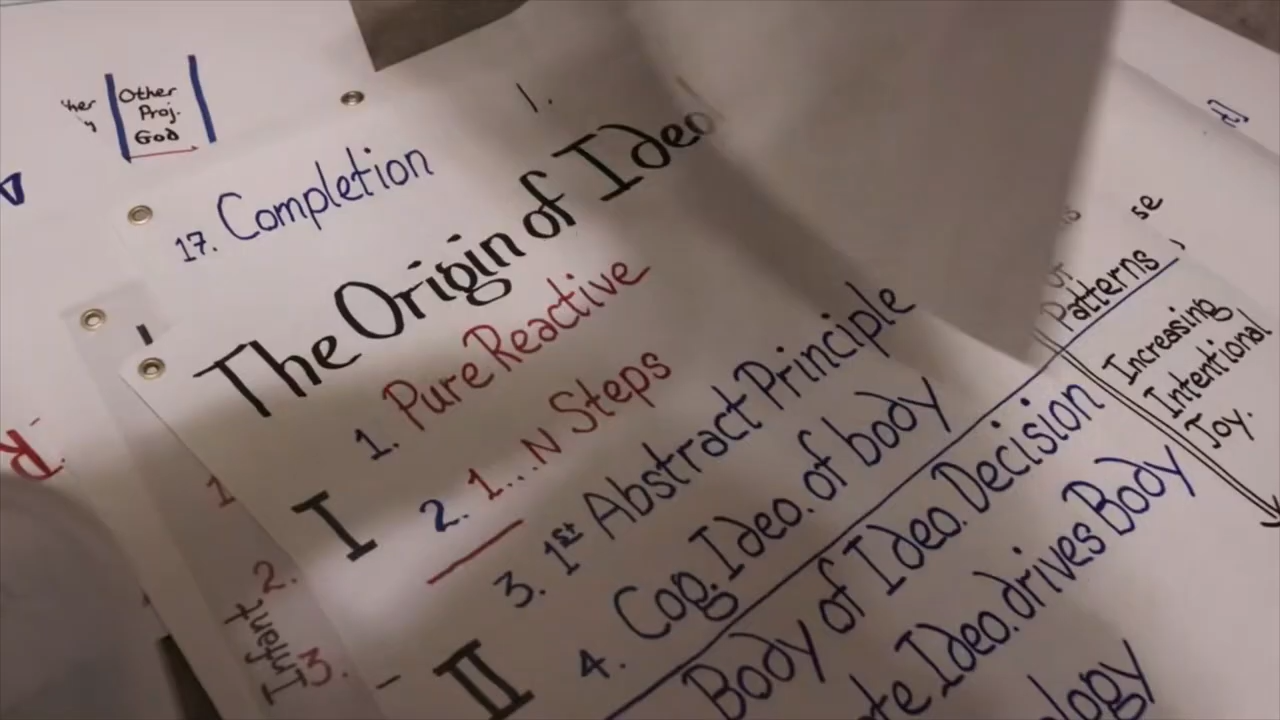 Other
Proj.
God
17. Completion
1.
The Origin of Ideo
1. Pure Reactive
I
2. 1...N Steps
3. 1st Abstract Principle
II
4. Cog. Ideo. of body
Body of Ideo. Decision
Ideo. drives Body
Patterns
Increasing
Intentional
Joy.
se
1
2.
Infant
3.
R.